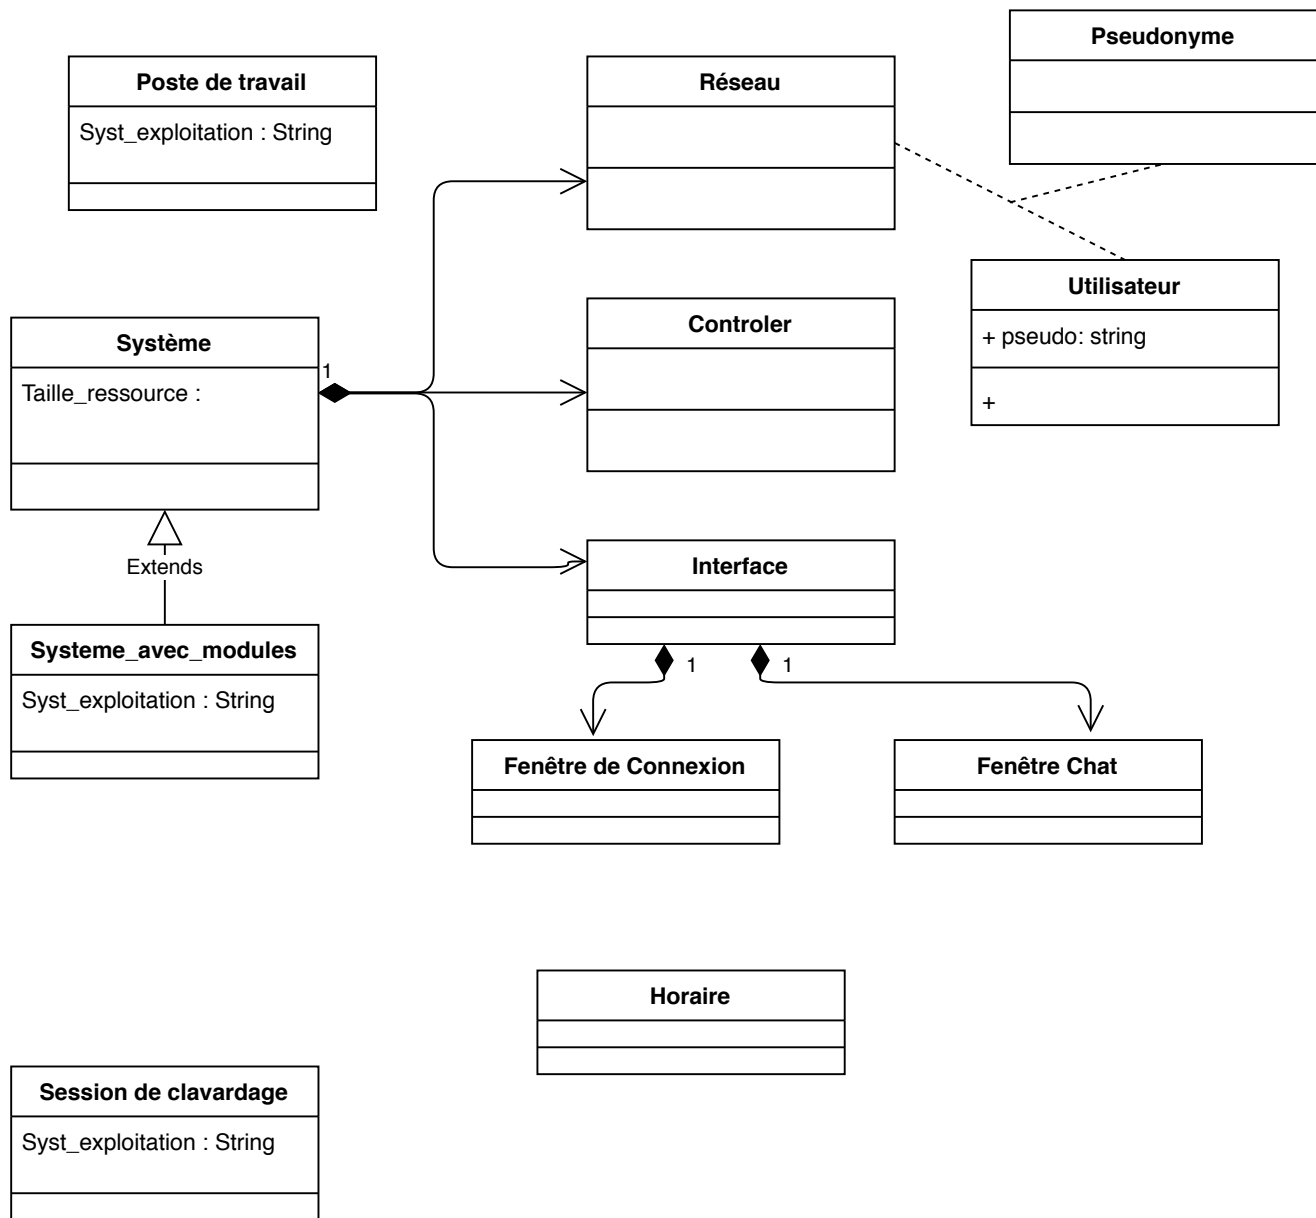 Pseudonyme
Poste de travail
Syst_exploitation : String
Réseau
Utilisateur
+ pseudo: string
+
Système
Taille_ressource :
1
Controler
Extends
Interface
1
1
Systeme_avec_modules
Syst_exploitation : String
Fenêtre de Connexion
Fenêtre Chat
Horaire
Session de clavardage
Syst_exploitation : String